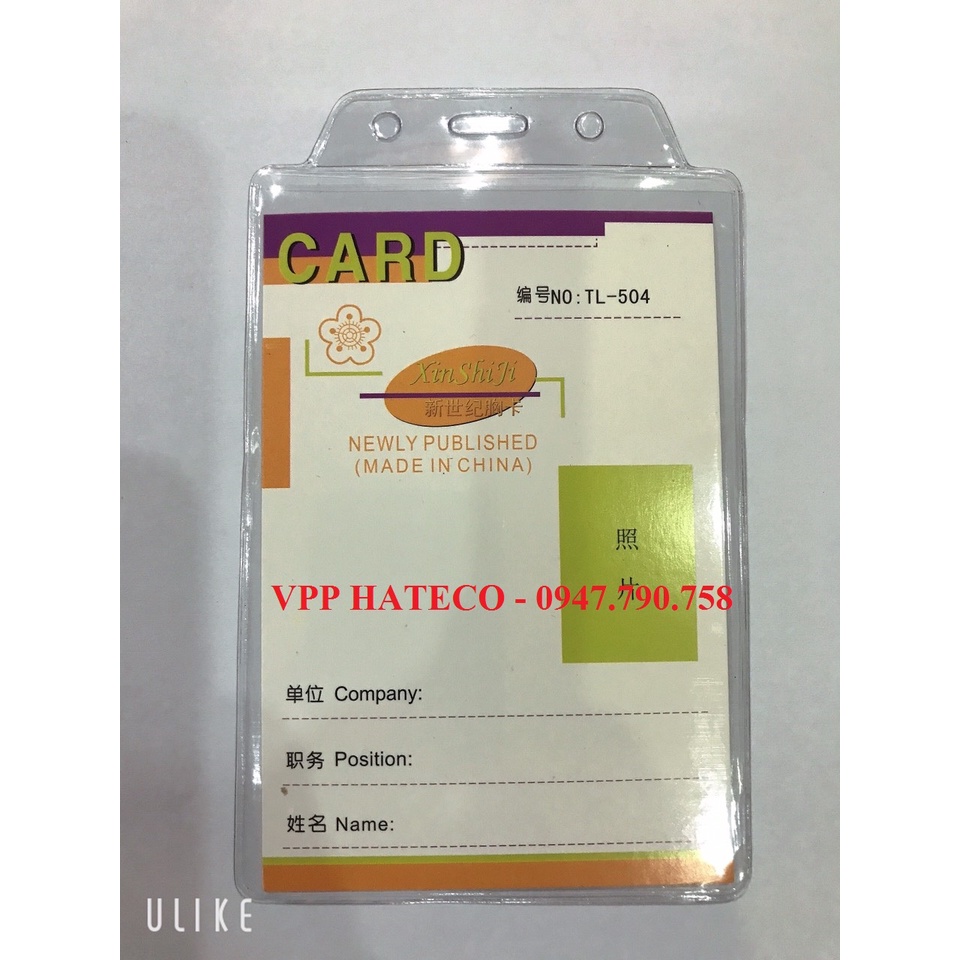 CARD
编号NO:TL-504
XinShiJi
新世纪胸卡
NEWLY PUBLISHED
(MADE IN CHINA)
照
片
VPP HATECO - 0947.790.758
单位 Company:
职务 Position:
姓名 Name:
ULIKE